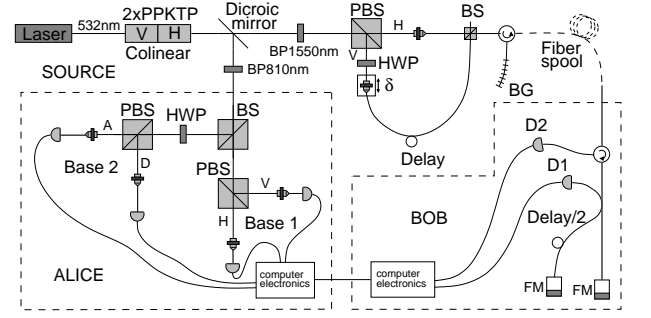 Laser
532nm
2xPPKTP
V H
Colinear
Dicroic
mirror
BP1550nm
BP810nm
PBS
H
V
HWP
δ
BS
Delay
BG
Fiber
spool
SOURCE
PBS
HWP
BS
A
D
Base 2
PBS
V
H
Base 1
ALICE
computer
electronics
BOB
computer
electronics
D2
D1
Delay/2
FM
FM